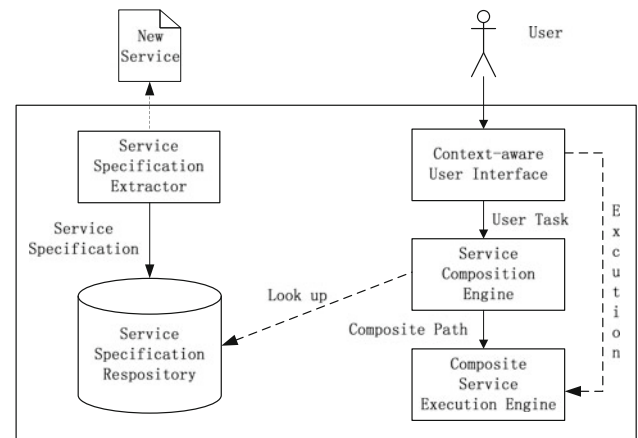 New
Service
User
Service
Specification
Extractor
Context-aware
User Interface
Service
Specification
User Task
Excution
Service
Composition
Engine
Look up
Composite Path
Service
Specification
Respository
Composite
Service
Execution Engine